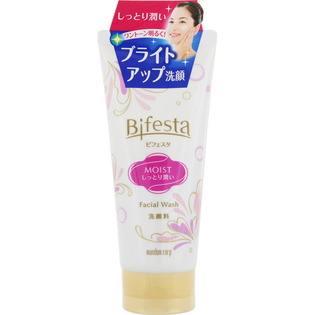 しっとり潤い
ワントーン明るく!
ブライト
アップ洗顔
Bifesta
ビフェスタ
MOIST
しっとり潤い
Facial Wash
洗顔料
mandom corp.